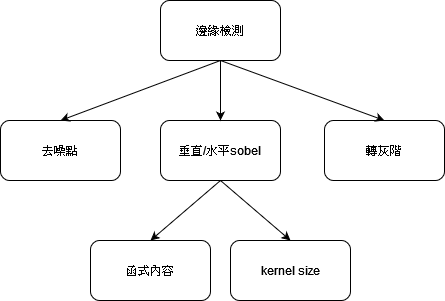 邊緣檢測
去噪點
垂直/水平sobel
轉灰階
函式內容
kernel size